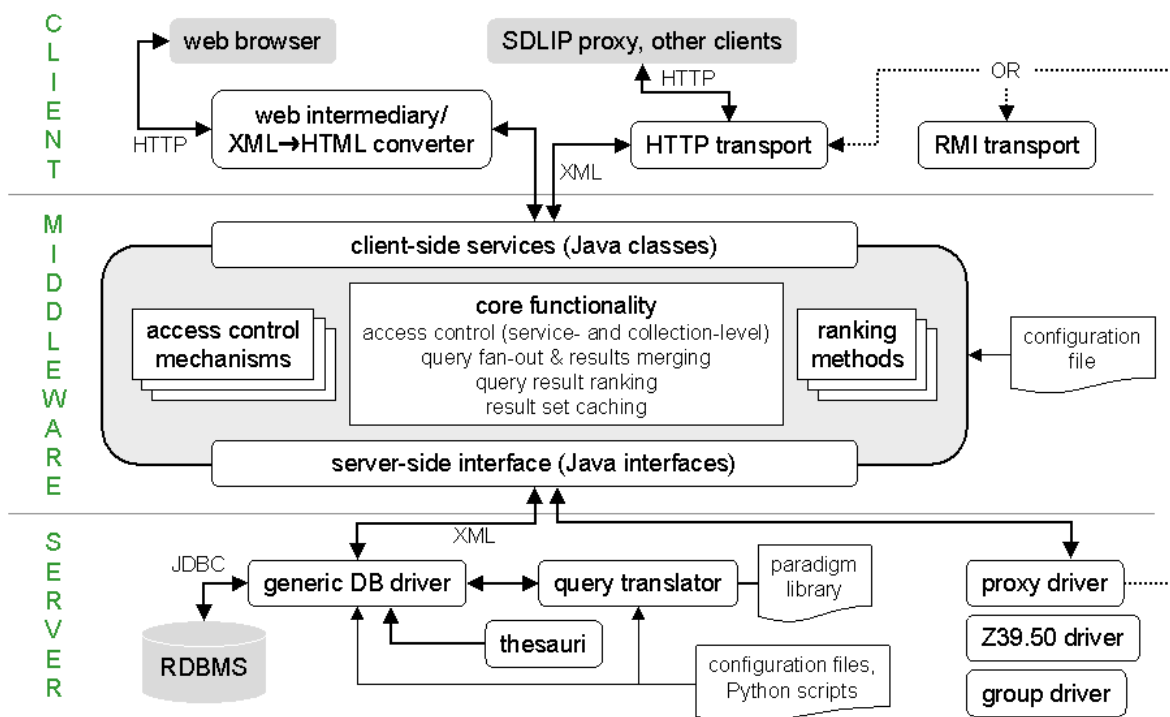 CLIENT
web browser
SDLIP proxy, other clients
HTTP
OR
web intermediary/
XML→HTML converter
HTTP
HTTP transport
RMI transport
XML
MIDDLEWARE
client-side services (Java classes)
core functionality
access control (service- and collection-level)
query fan-out & results merging
query result ranking
result set caching
access control
mechanisms
ranking
methods
configuration
file
server-side interface (Java interfaces)
SERVER
XML
JDBC
generic DB driver
query translator
paradigm
library
proxy driver
thesauri
Z39.50 driver
RDBMS
configuration files,
Python scripts
group driver